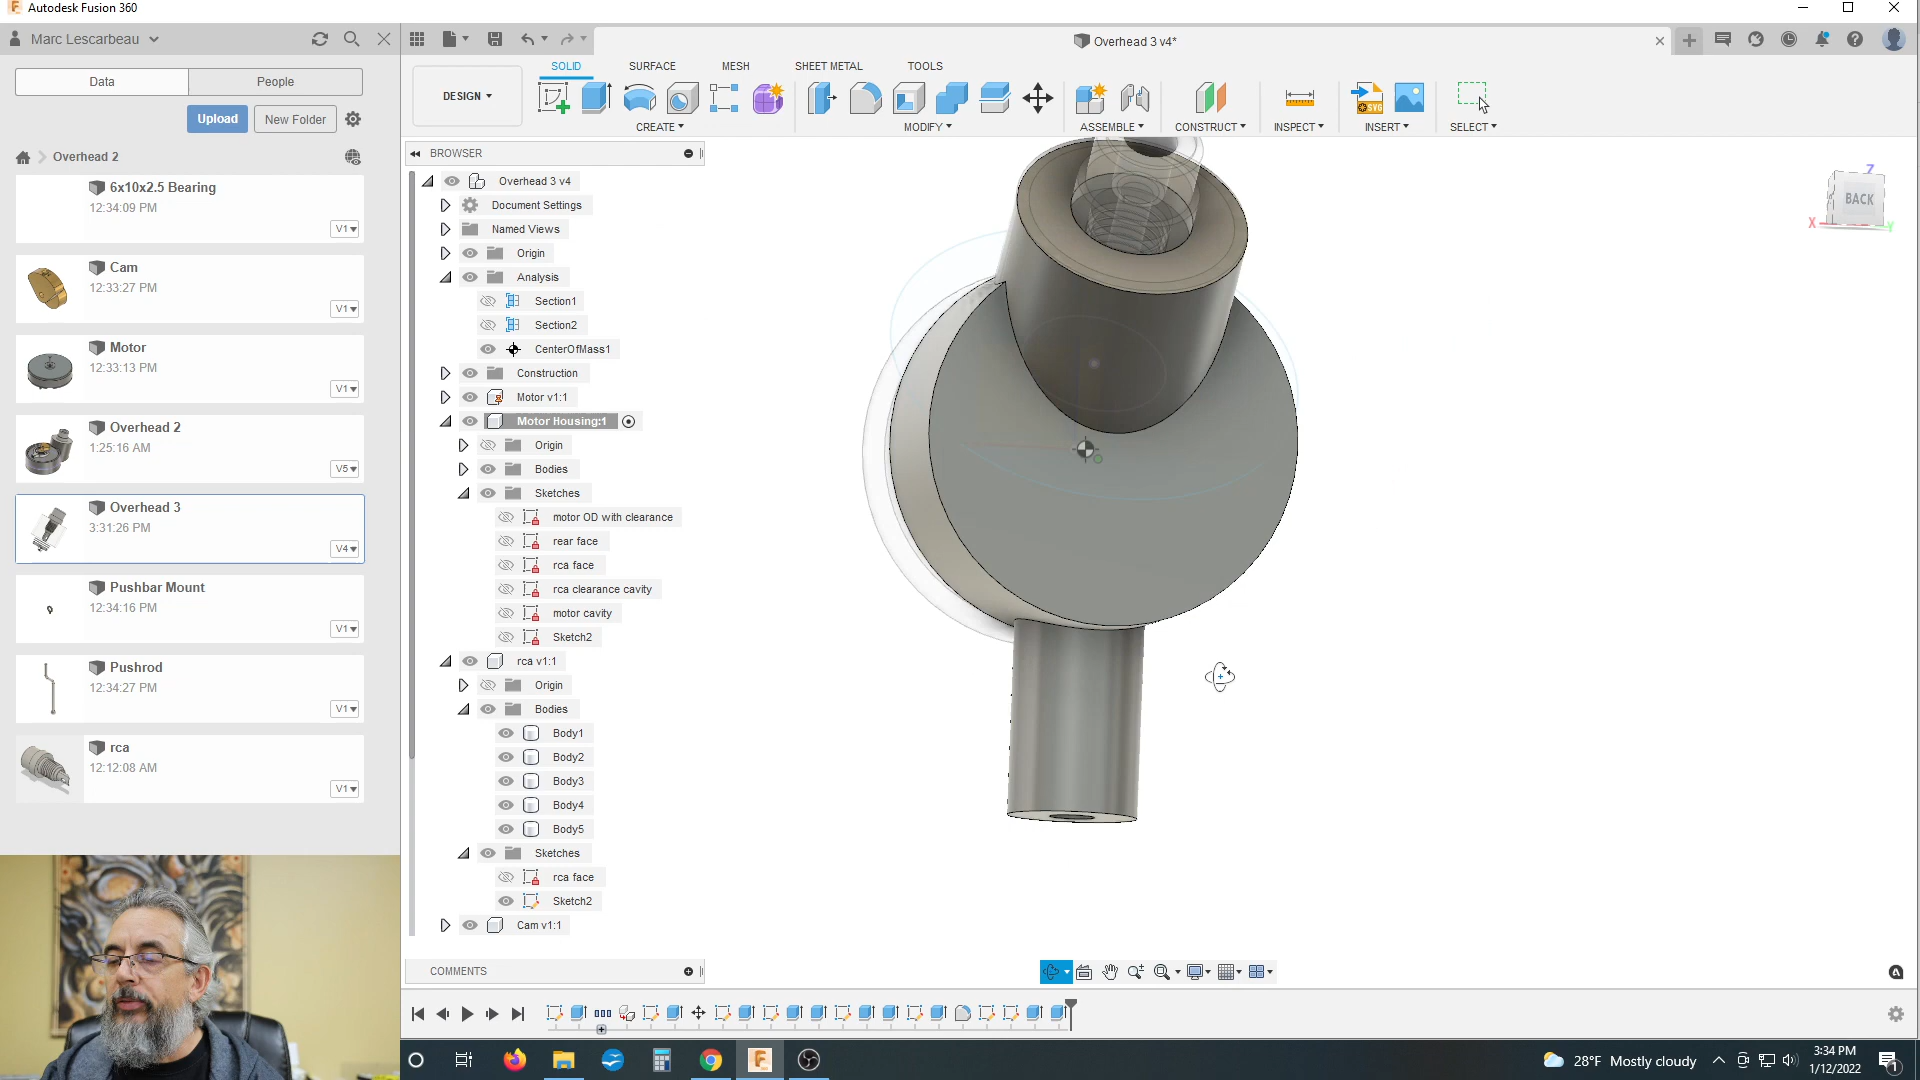 Autodesk Fusion 360
Marc Lescarbeau
Overhead 3 v4*
Data
People
Upload
New Folder
Overhead 2
6x10x2.5 Bearing
12:34:09 PM
V1
Cam
12:33:27 PM
V1
Motor
12:33:13 PM
V1
Overhead 2
1:25:16 AM
V5
Overhead 3
3:31:26 PM
V4
Pushbar Mount
12:34:16 PM
V1
Pushrod
12:34:27 PM
V1
rca
12:12:08 AM
V1
SOLID
SURFACE
MESH
SHEET METAL
TOOLS
DESIGN
CREATE
MODIFY
ASSEMBLE
CONSTRUCT
INSPECT
INSERT
SELECT
SVG
BROWSER
Overhead 3 v4
Document Settings
Named Views
Origin
Analysis
Section1
Section2
CenterOfMass1
Construction
Motor v1:1
Motor Housing:1
Origin
Bodies
Sketches
motor OD with clearance
rear face
rca face
rca clearance cavity
motor cavity
Sketch2
rca v1:1
Origin
Bodies
Body1
Body2
Body3
Body4
Body5
Sketches
rca face
Sketch2
Cam v1:1
COMMENTS
Z
BACK
X
Y
28°F Mostly cloudy
3:34 PM
1/12/2022
1